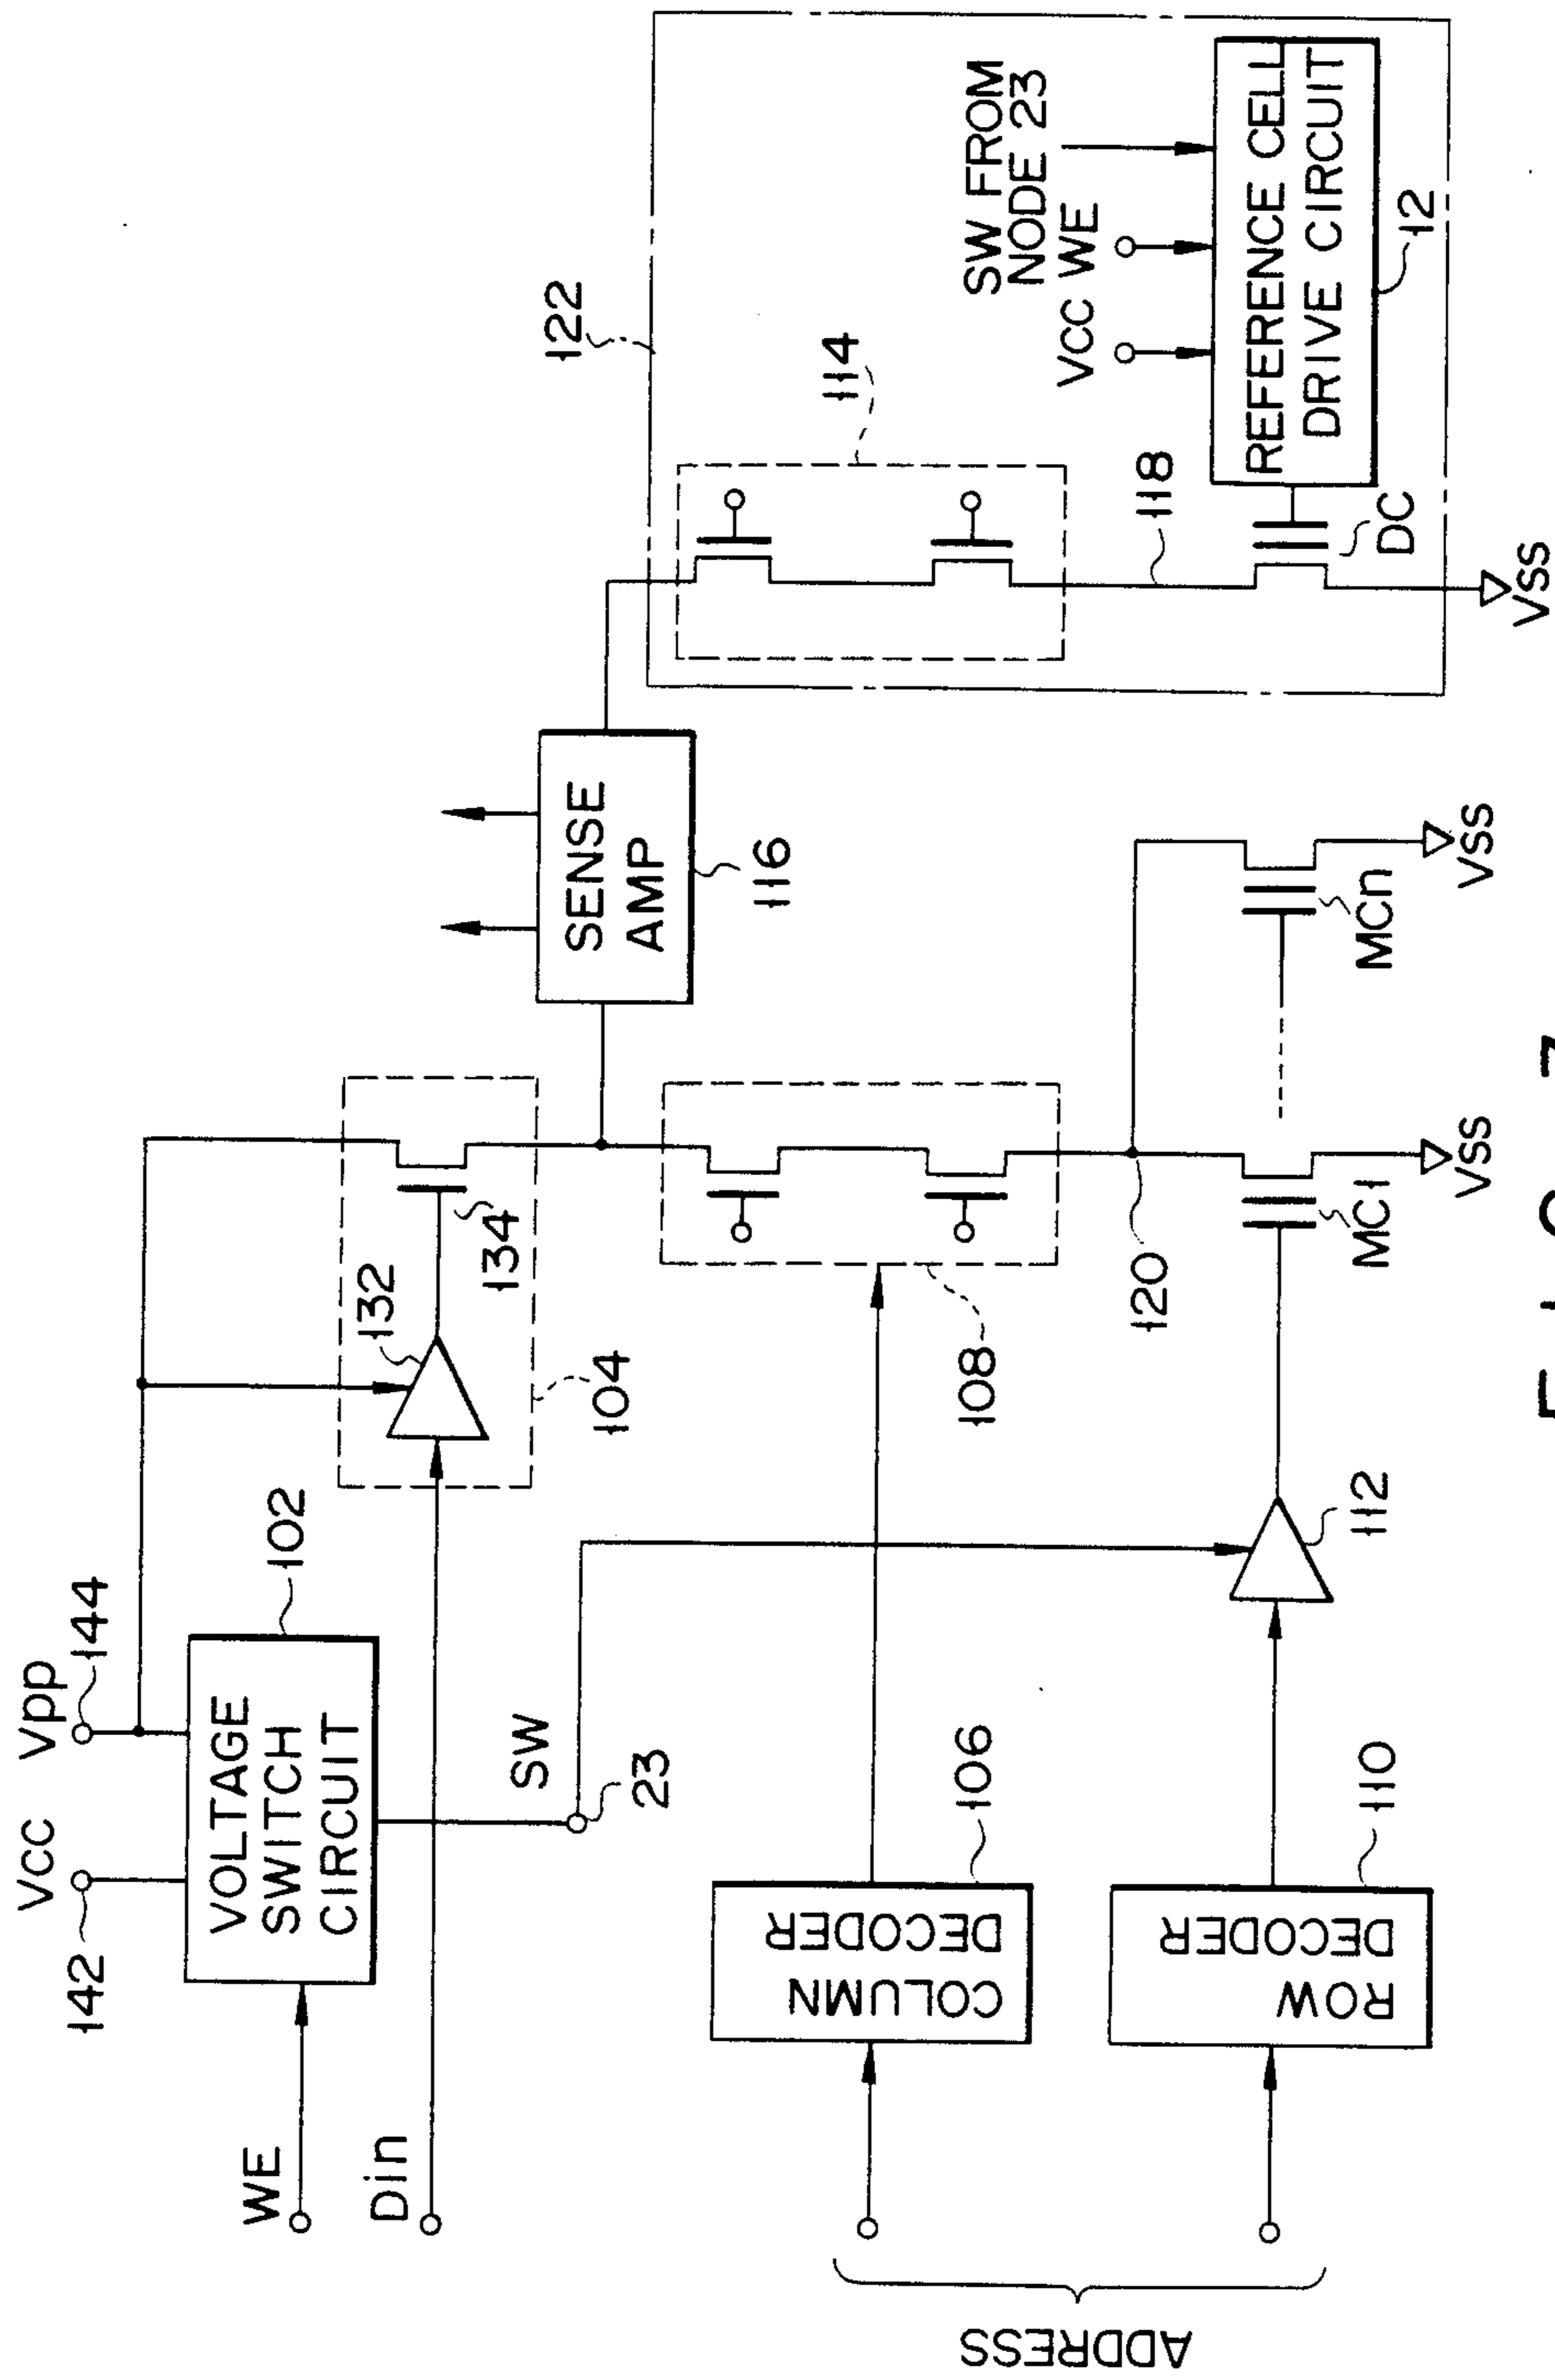 Vcc
Vpp
142
144
VOLTAGE
SWITCH
CIRCUIT
102
WE
Din
132
134
104
SW
23
SENSE
AMP
116
122
114
SW FROM
NODE 23
VCC WE
118
REFERENCE CELL
DRIVE CIRCUIT
12
DC
VSS
ADDRESS
COLUMN
DECODER
106
108
120
ROW
DECODER
110
112
MC1
MCn
VSS
VSS